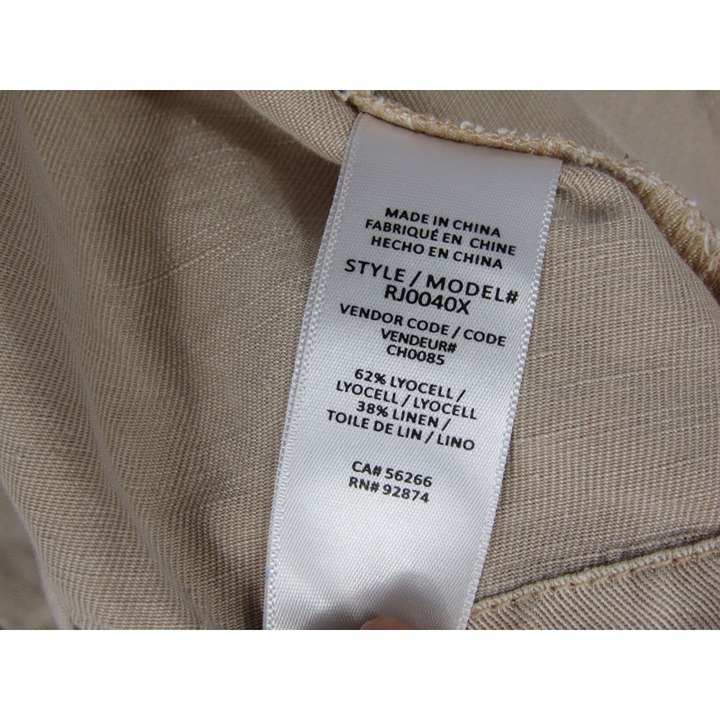 MADE IN CHINA
FABRIQUÉ EN CHINE
HECHO EN CHINA
STYLE / MODEL#
RJ0040X
VENDOR CODE / CODE
VENDEUR#
CH0085
62% LYOCELL /
LYOCELL / LYOCELL
38% LINEN /
TOILE DE LIN / LINO
CA# 56266
RN# 92874